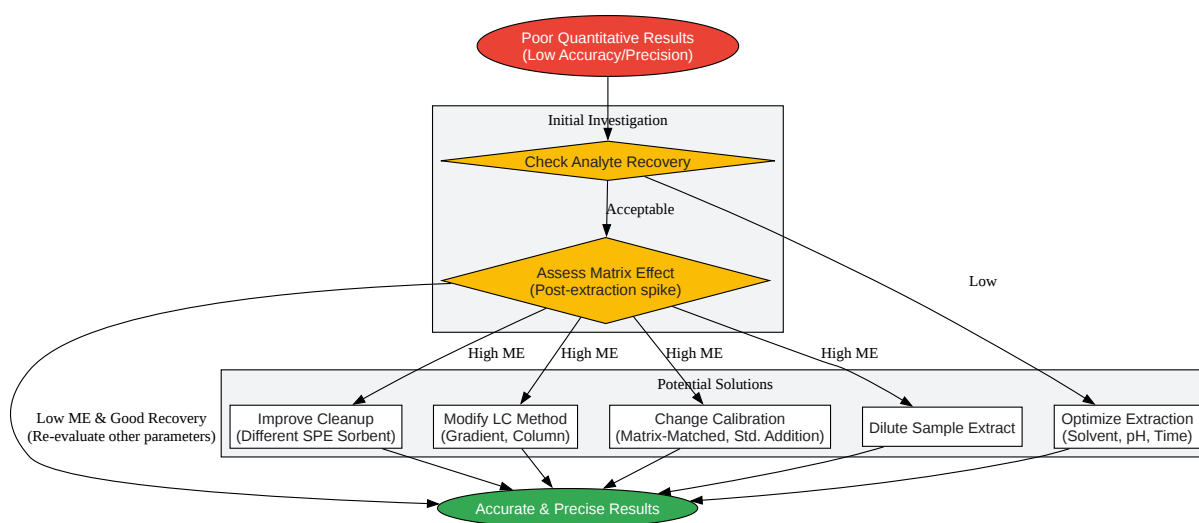 Poor Quantitative Results
(Low Accuracy/Precision)
Initial Investigation
Check Analyte Recovery
Acceptable
Assess Matrix Effect
(Post-extraction spike)
Low
High ME
High ME
High ME
High ME
Potential Solutions
Low ME & Good Recovery
(Re-evaluate other parameters)
Improve Cleanup
(Different SPE Sorbent)
Modify LC Method
(Gradient, Column)
Change Calibration
(Matrix-Matched, Std. Addition)
Dilute Sample Extract
Optimize Extraction
(Solvent, pH, Time)
Accurate & Precise Results